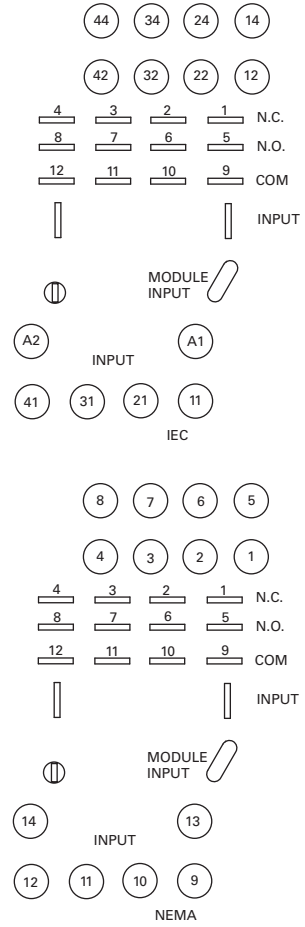 44 34 24 14
42 32 22 12
4 3 2 1 N.C.
8 7 6 5 N.O.
12 11 10 9 COM
INPUT
MODULE
INPUT
A2 A1
INPUT
41 31 21 11
IEC
8 7 6 5
4 3 2 1
4 3 2 1 N.C.
8 7 6 5 N.O.
12 11 10 9 COM
INPUT
MODULE
INPUT
14 13
INPUT
12 11 10 9
NEMA